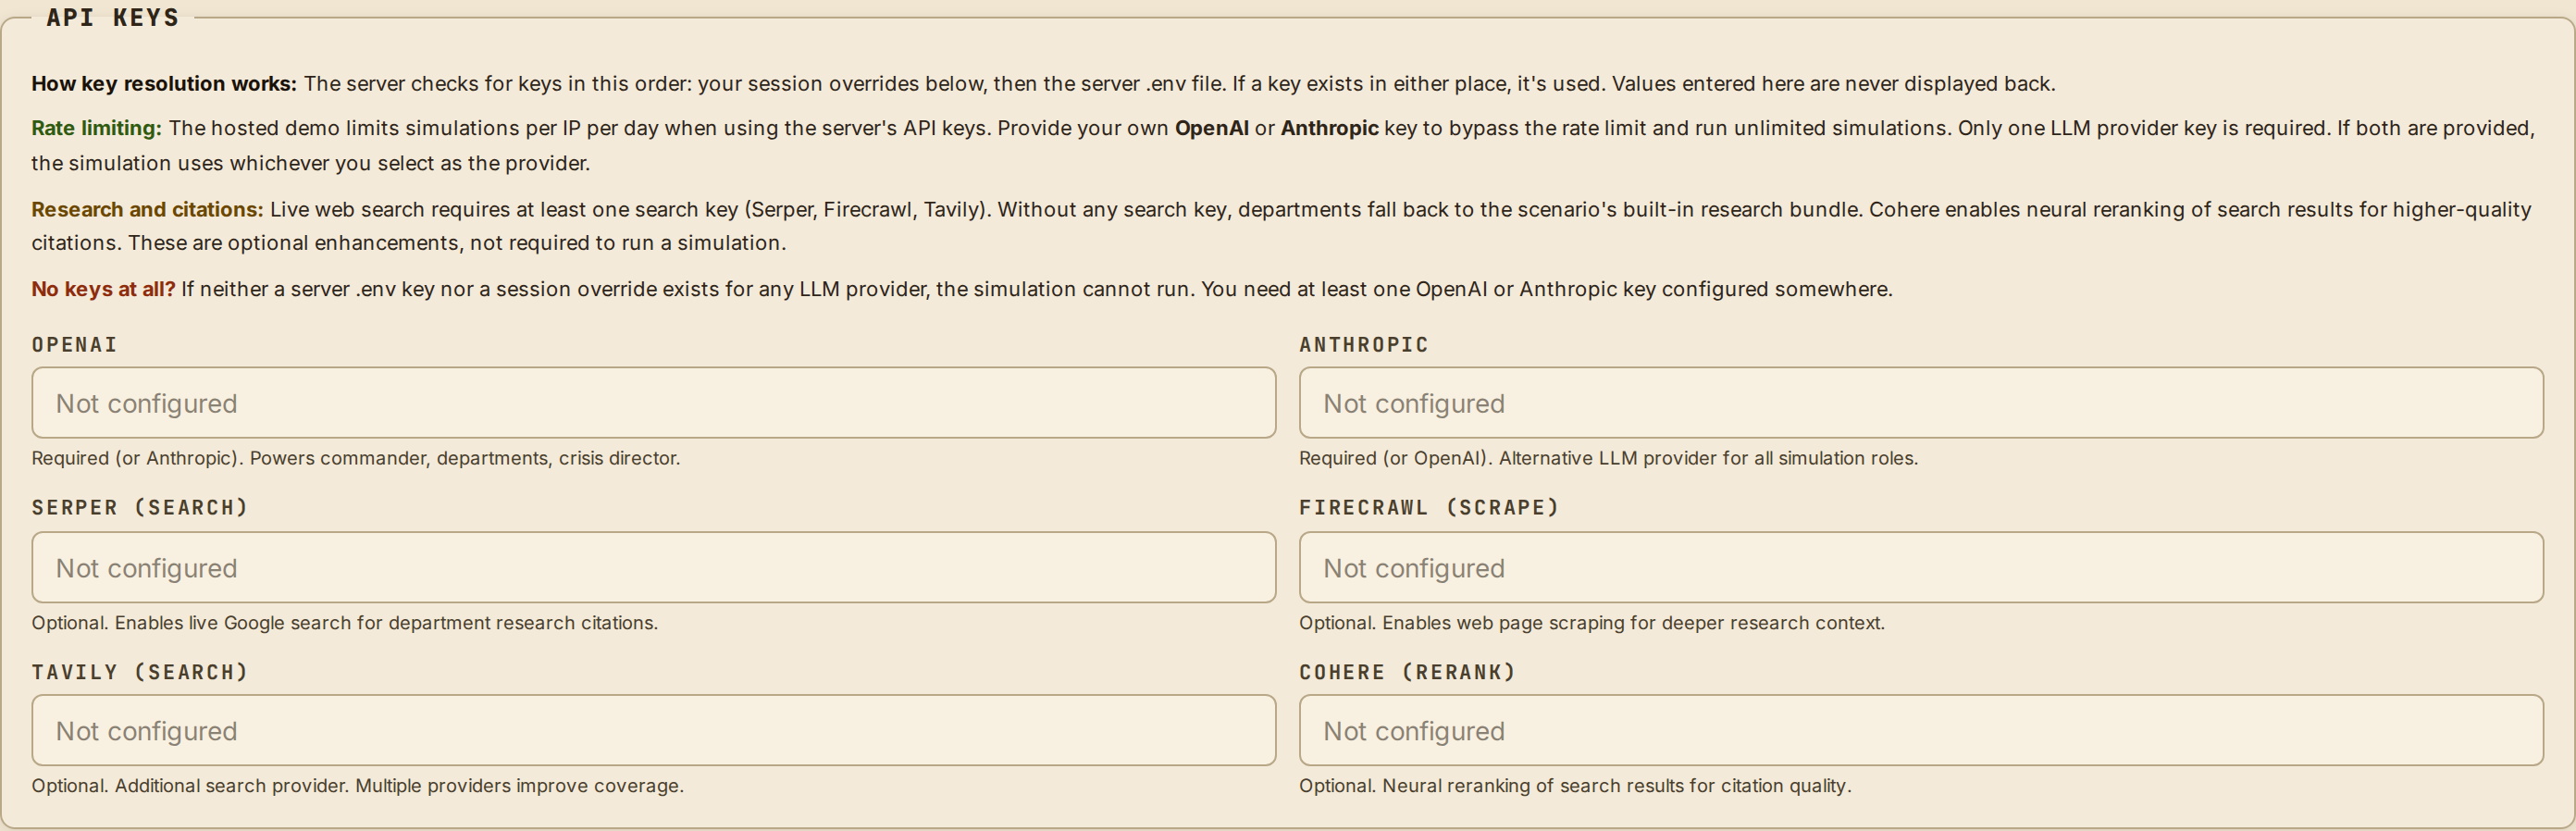 API KEYS
How key resolution works: The server checks for keys in this order: your session overrides below, then the server .env file. If a key exists in either place, it's used. Values entered here are never displayed back.
Rate limiting: The hosted demo limits simulations per IP per day when using the server's API keys. Provide your own OpenAI or Anthropic key to bypass the rate limit and run unlimited simulations. Only one LLM provider key is required. If both are provided,
the simulation uses whichever you select as the provider.
Research and citations: Live web search requires at least one search key (Serper, Firecrawl, Tavily). Without any search key, departments fall back to the scenario's built-in research bundle. Cohere enables neural reranking of search results for higher-quality
citations. These are optional enhancements, not required to run a simulation.
No keys at all? If neither a server .env key nor a session override exists for any LLM provider, the simulation cannot run. You need at least one OpenAI or Anthropic key configured somewhere.
OPENAI
Not configured
Required (or Anthropic). Powers commander, departments, crisis director.
ANTHROPIC
Not configured
Required (or OpenAI). Alternative LLM provider for all simulation roles.
SERPER (SEARCH)
Not configured
Optional. Enables live Google search for department research citations.
FIRECRAWL (SCRAPE)
Not configured
Optional. Enables web page scraping for deeper research context.
TAVILY (SEARCH)
Not configured
Optional. Additional search provider. Multiple providers improve coverage.
COHERE (RERANK)
Not configured
Optional. Neural reranking of search results for citation quality.